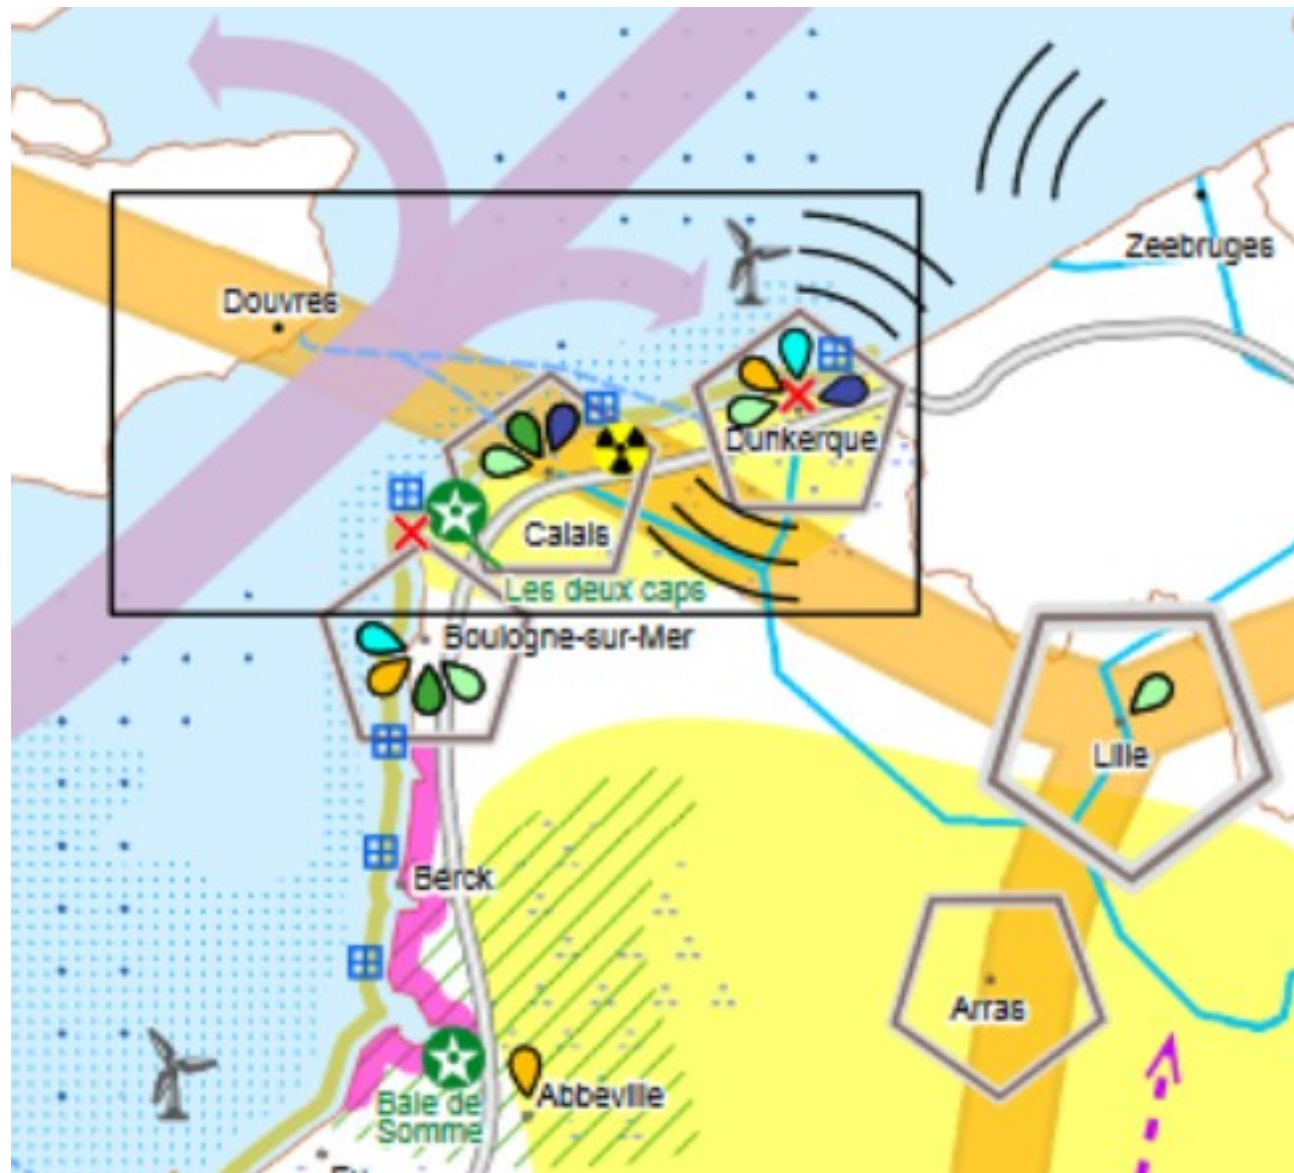 Zeebruges
Douvres
Dunkerque
Calais
Les deux caps
Boulogne-sur-Mer
Lille
Berck
Arras
Abbeville
Baie de
Somme